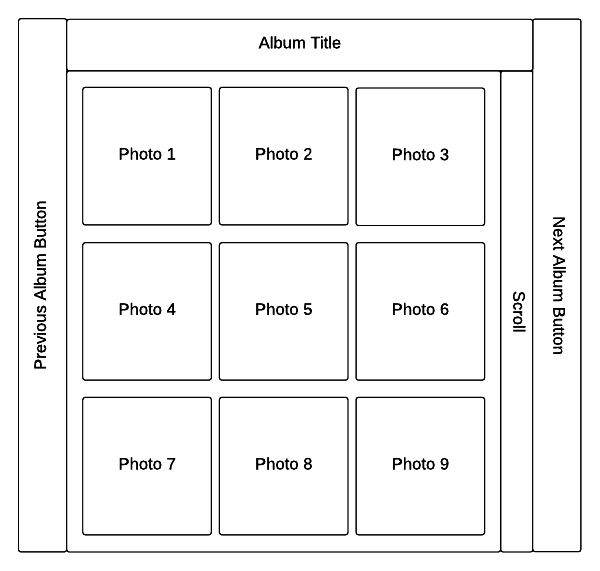 Album Title
Previous Album Button
Photo 1
Photo 2
Photo 3
Photo 4
Photo 5
Photo 6
Photo 7
Photo 8
Photo 9
Scroll
Next Album Button